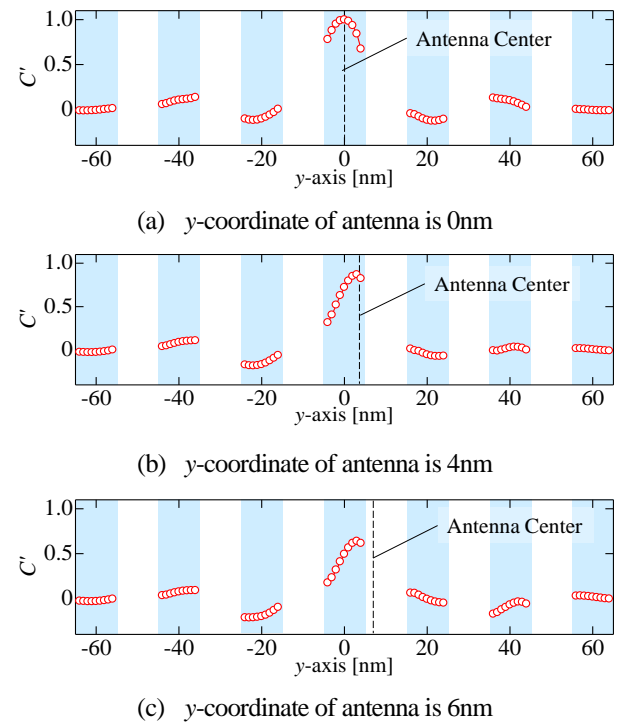 1.0
0.5
0
C'
Antenna Center
-60 -40 -20 0 20 40 60
y-axis [nm]
(a) y-coordinate of antenna is 0nm
1.0
0.5
0
C'
Antenna Center
-60 -40 -20 0 20 40 60
y-axis [nm]
(b) y-coordinate of antenna is 4nm
1.0
0.5
0
C'
Antenna Center
-60 -40 -20 0 20 40 60
y-axis [nm]
(c) y-coordinate of antenna is 6nm